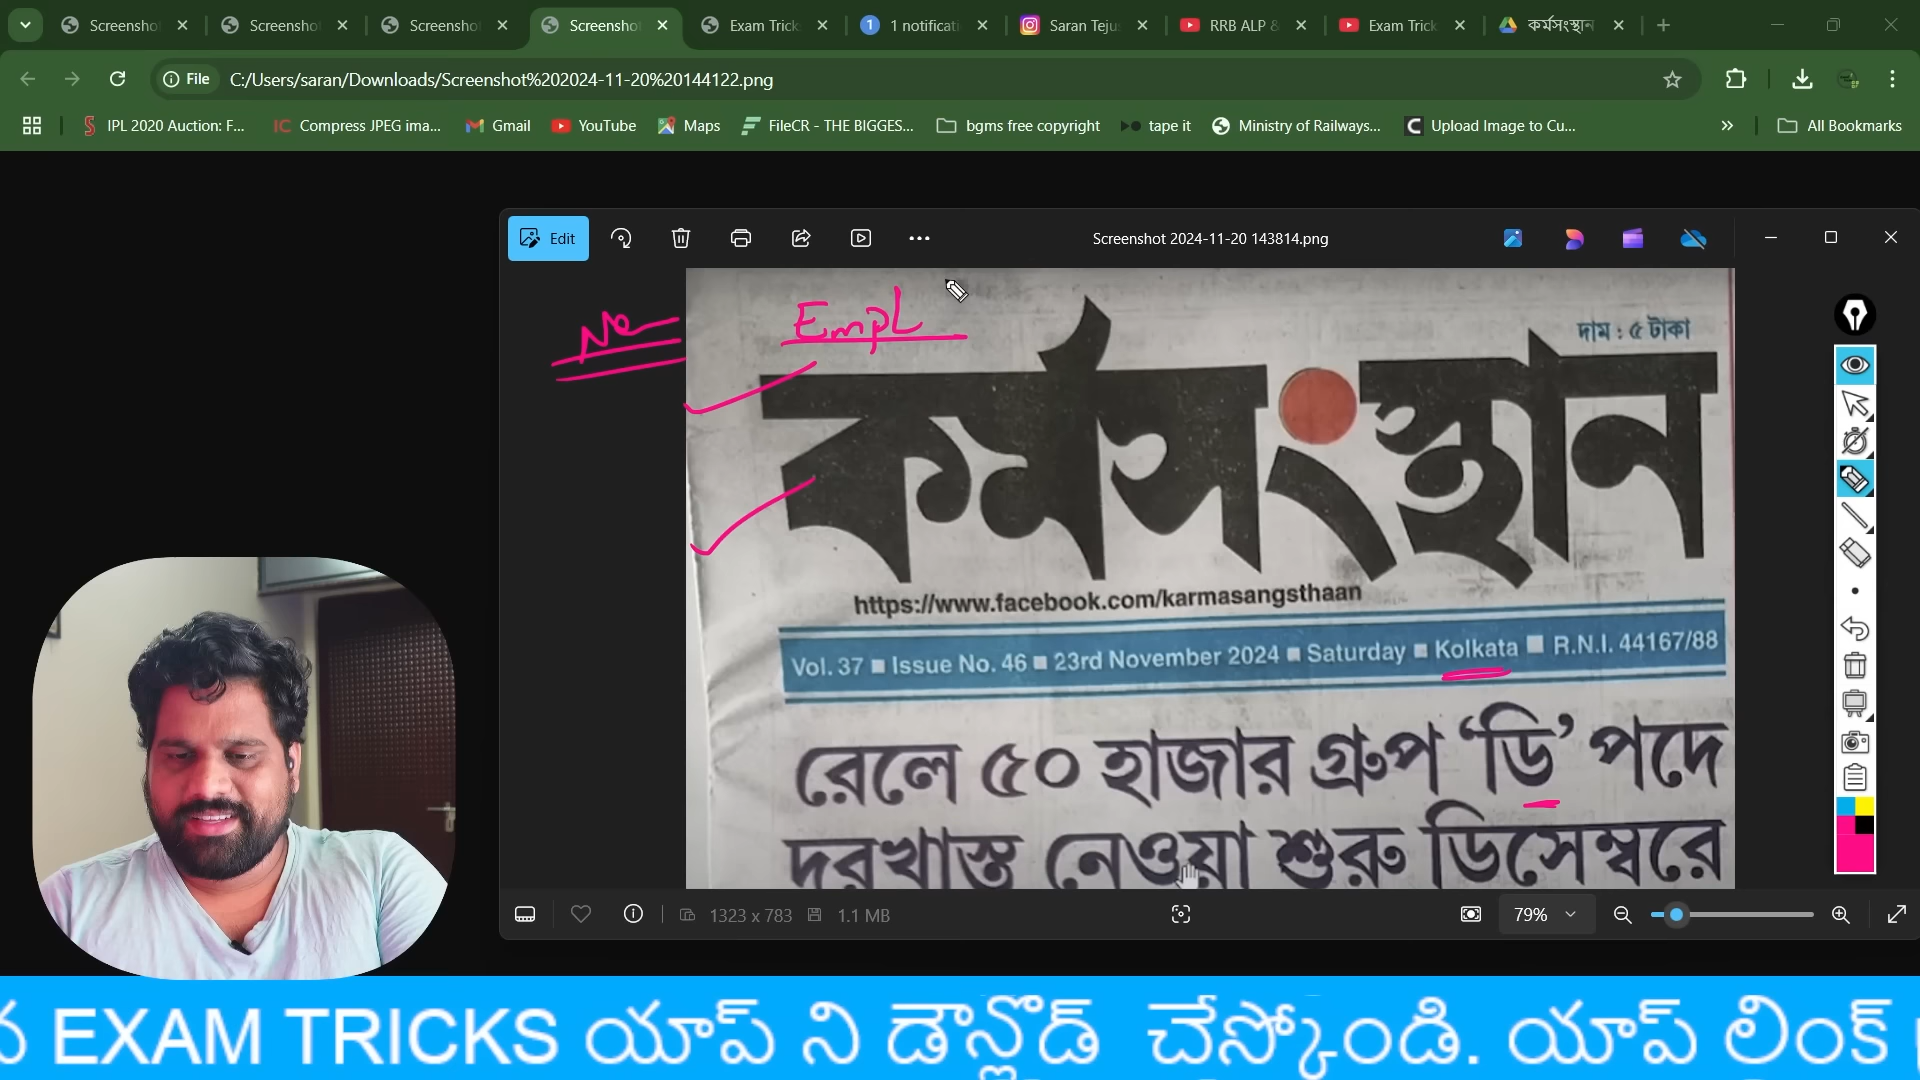 Screenshot
Screenshot
Screenshot
Screenshot
Exam Trick
1 notificati
Saran Teju
RRB ALP &
Exam Trick
কর্মসংস্থান
File
C:/Users/saran/Downloads/Screenshot%202024-11-20%20144122.png
IPL 2020 Auction: F...
Compress JPEG ima...
Gmail
YouTube
Maps
FileCR - THE BIGGES...
bgms free copyright
tape it
Ministry of Railways...
Upload Image to Cu...
All Bookmarks
Edit
Screenshot 2024-11-20 143814.png
Ne
Empl
দাম : ৫ টাকা
কর্মসংস্থান
https://www.facebook.com/karmasangsthaan
Vol. 37 ■ Issue No. 46 ■ 23rd November 2024 ■ Saturday ■ Kolkata ■ R.N.I. 44167/88
রেলে ৫০ হাজার গ্রুপ ‘ডি’ পদে
দরখাস্ত নেওয়া শুরু ডিসেম্বরে
1323 x 783
1.1 MB
79%
EXAM TRICKS యాప్ ని డౌన్లొడ్ చేస్కోండి. యాప్ లింక్